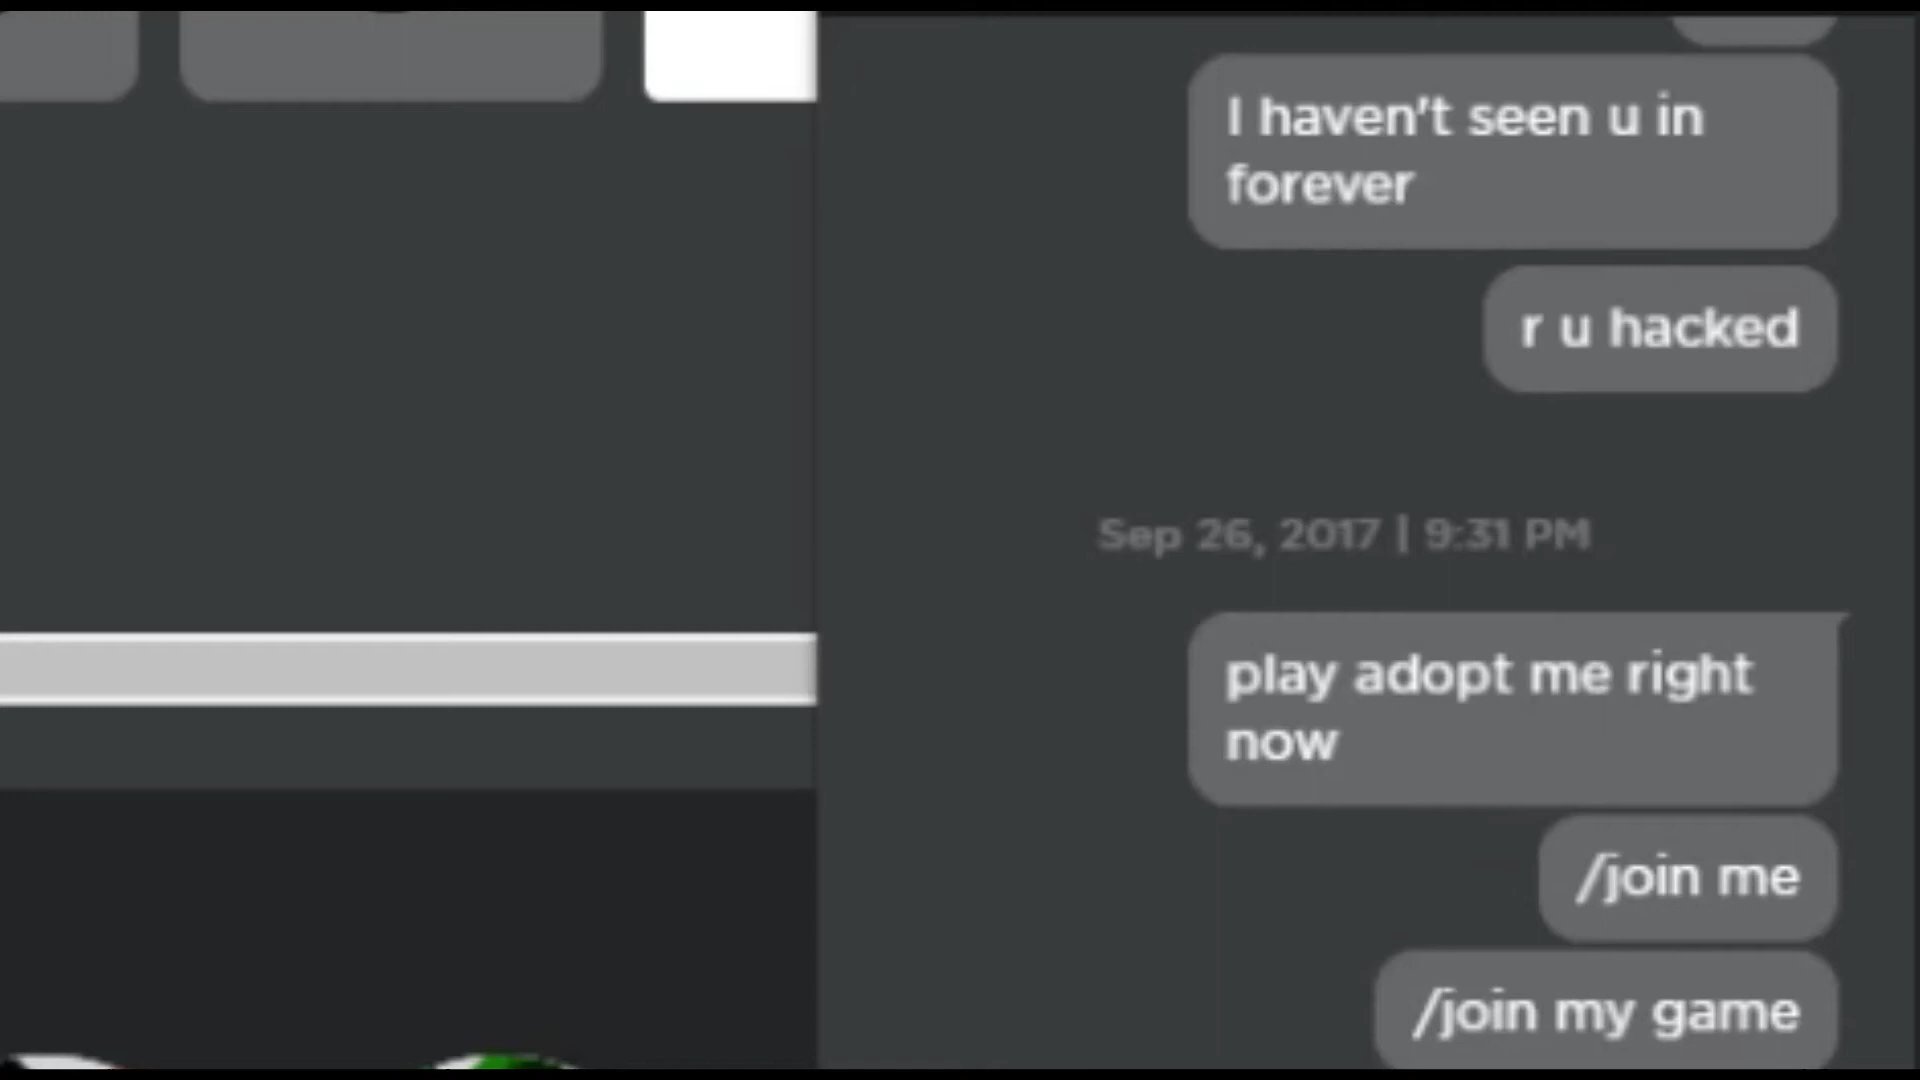 I haven't seen u in
forever
r u hacked
Sep 26, 2017 | 9:31 PM
play adopt me right
now
/join me
/join my game